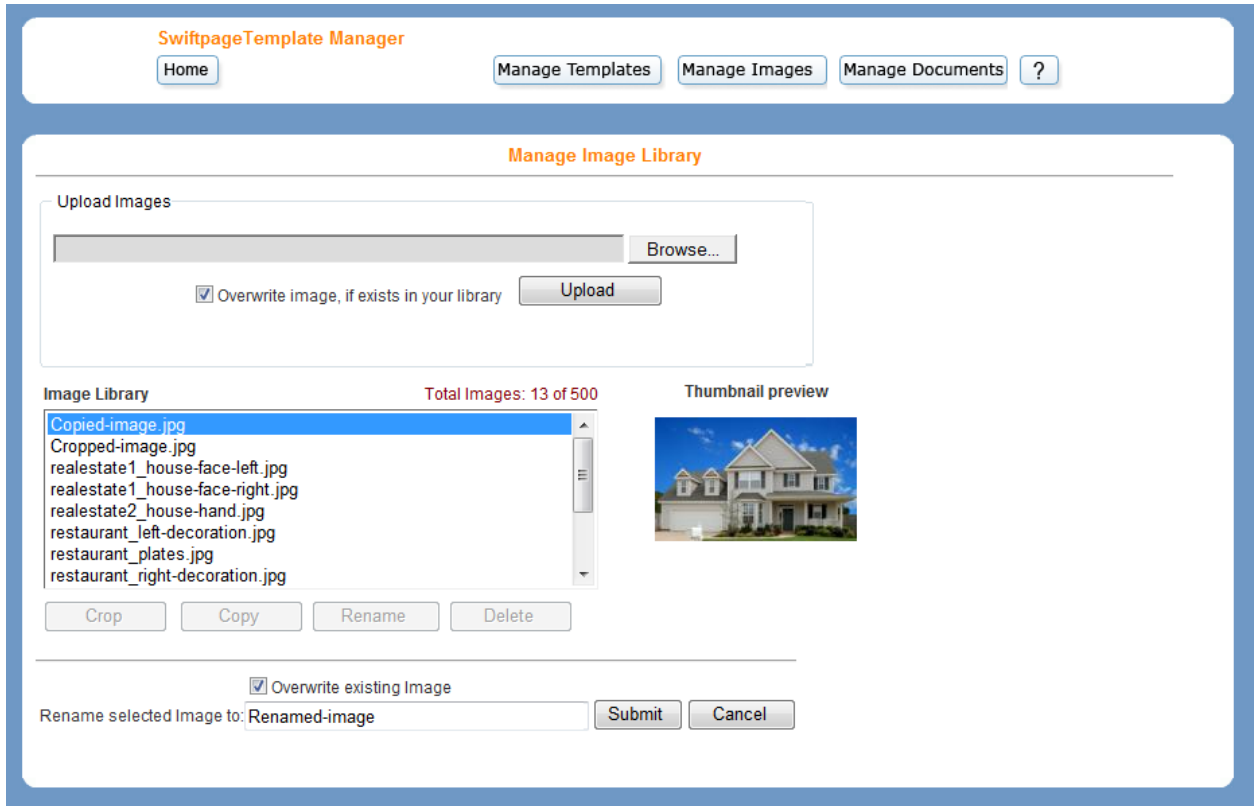 SwiftpageTemplate Manager
Home
Manage Templates
Manage Images
Manage Documents
?
Manage Image Library
Upload Images
Browse...
Overwrite image, if exists in your library
Upload
Image Library
Total Images: 13 of 500
Thumbnail preview
Copied-image.jpg
Cropped-image.jpg
realestate1_house-face-left.jpg
realestate1_house-face-right.jpg
realestate2_house-hand.jpg
restaurant_left-decoration.jpg
restaurant_plates.jpg
restaurant_right-decoration.jpg
Crop
Copy
Rename
Delete
Overwrite existing Image
Rename selected Image to: Renamed-image
Submit
Cancel